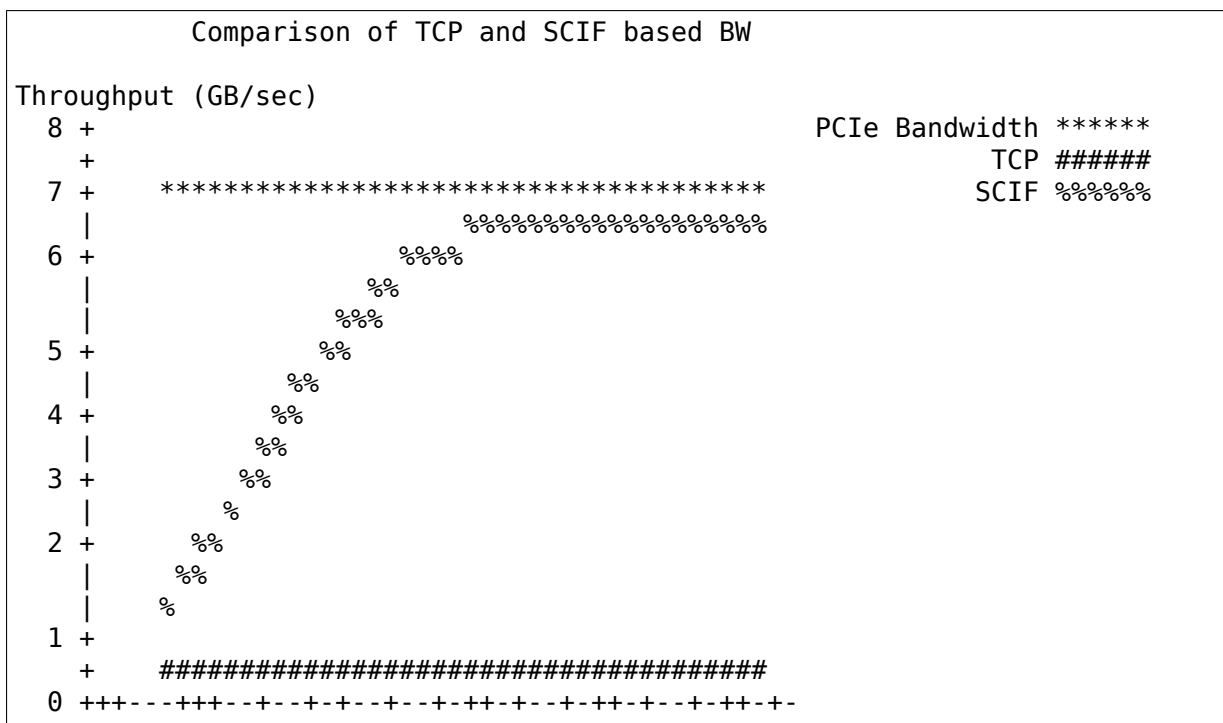 Comparison of TCP and SCIF based BW
Throughput (GB/sec)
  8 +                                             PCIe Bandwidth ******
    +                                                        TCP ######
  7 +    **************************************             SCIF %%%%%%
    |                       %%%%%%%%%%%%%%%%%%%
  6 +                   %%%%
    |                 %%
    |               %%%
  5 +              %%
    |            %%
  4 +           %%
    |          %%
  3 +         %%
    |        %
  2 +      %%
    |     %%
    |    %
  1 +
    +    ######################################
  0 +++---+++--+--+-+--+--+-++-+--+-++-+--+-++-+-